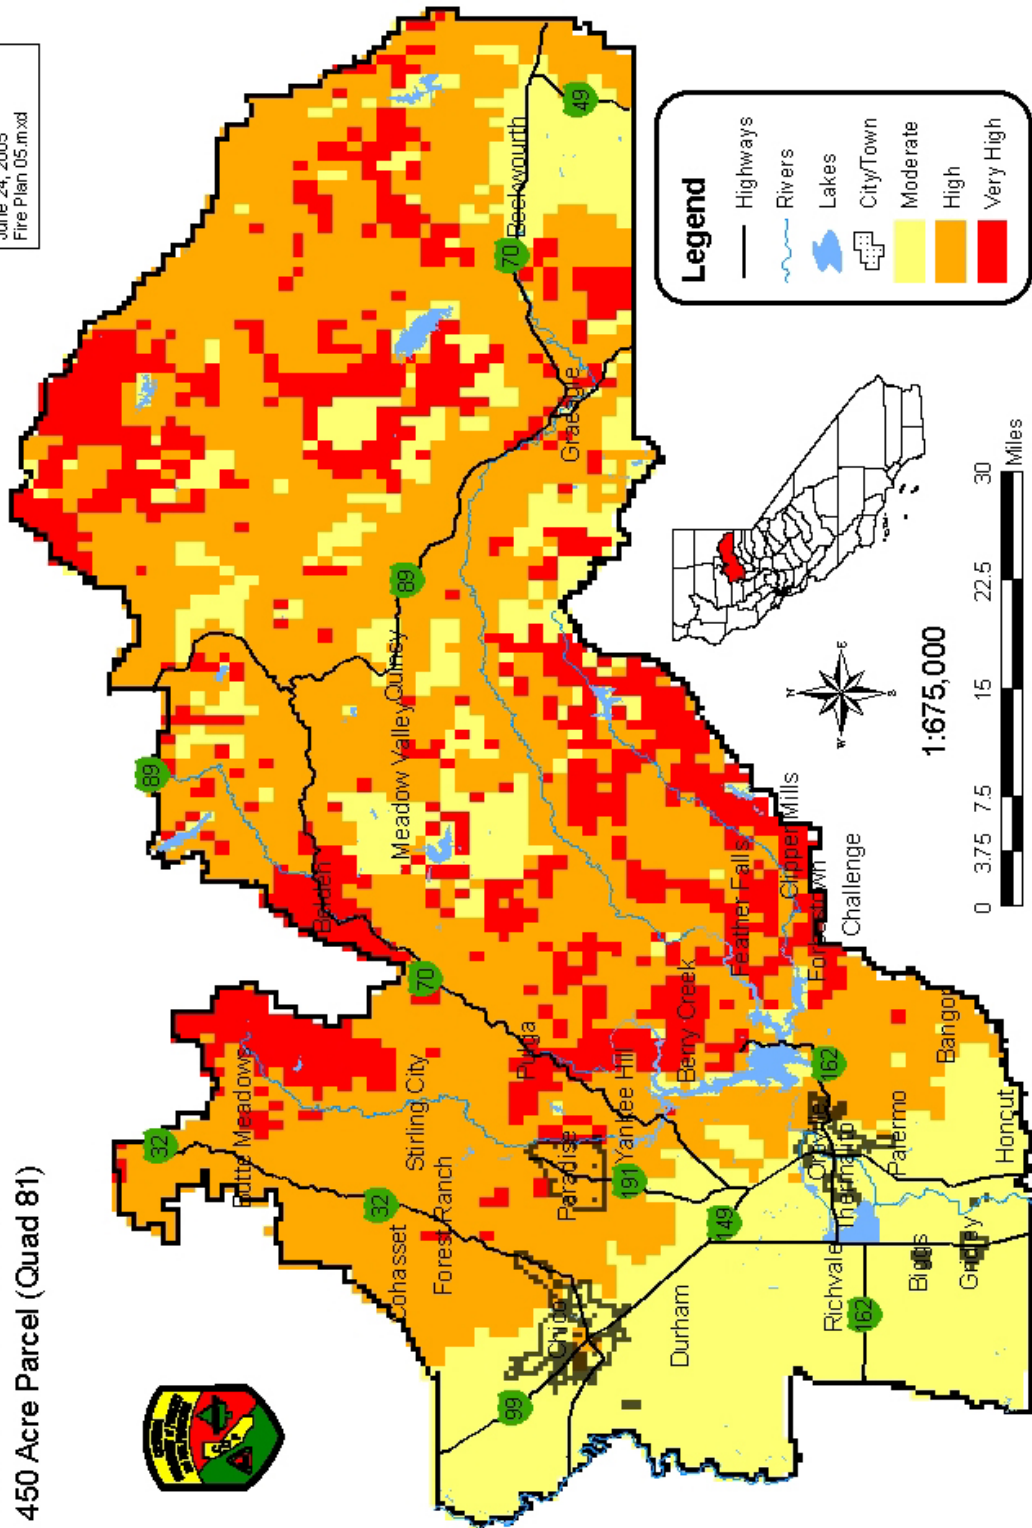 June 24, 2005
Fire Plan 05.mxd
450 Acre Parcel (Quad 81)
89
32
Butte Meadows
Belden
32
70
89
Cohasset
Forest Ranch
Stirling City
Meadow Valley
Quincy
99
Chico
Paradise
Purga
70
Beckwourth
49
Graeagle
191
Yankee Hill
Durham
149
Berry Creek
Feather Falls
Clipper Mills
Forbestown
Challenge
Richvale
162
Oroville
Thermalito
162
Palermo
Biggs
Gridley
Bangor
Honcut
Legend
Highways
Rivers
Lakes
City/Town
Moderate
High
Very High
N
W
E
S
1:675,000
0
3.75
7.5
15
22.5
30
Miles